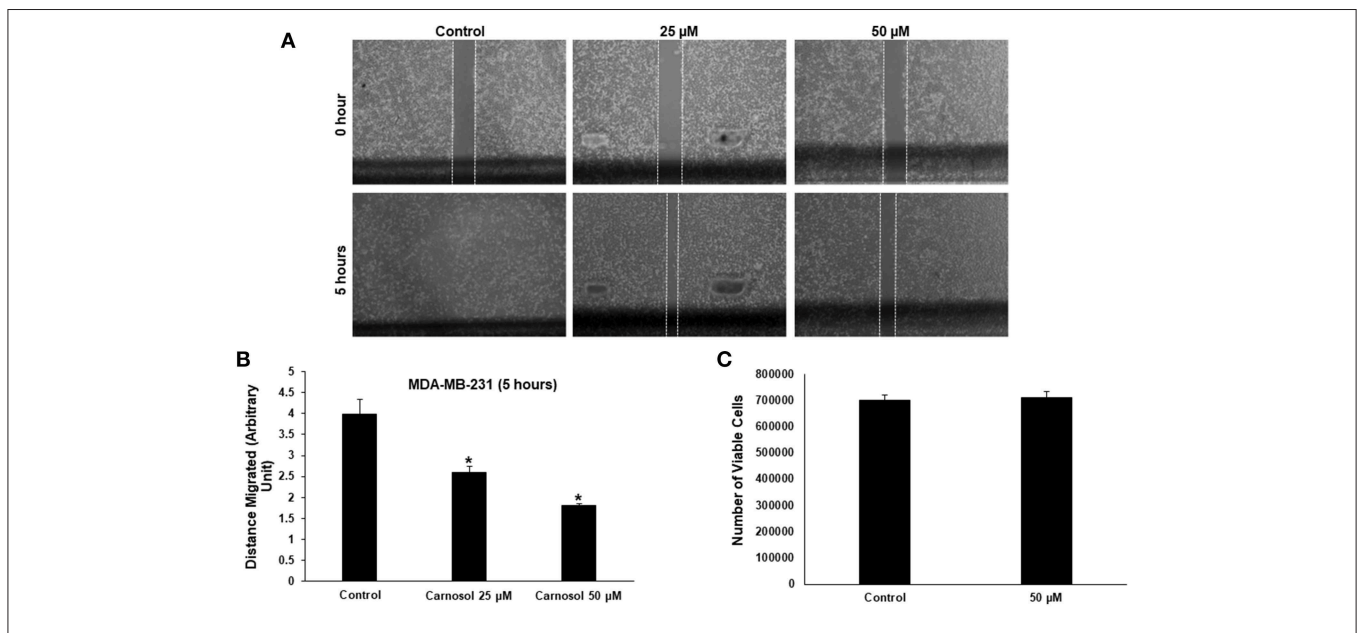 A
Control
25 µM
50 µM
0 hour
5 hours
B
MDA-MB-231 (5 hours)
Distance Migrated (Arbitrary
Unit)
5
4.5
4
3.5
3
2.5
2
1.5
1
0.5
0
*
*
Control
Carnosol 25 µM
Carnosol 50 µM
C
Number of Viable Cells
800000
700000
600000
500000
400000
300000
200000
100000
0
Control
50 µM